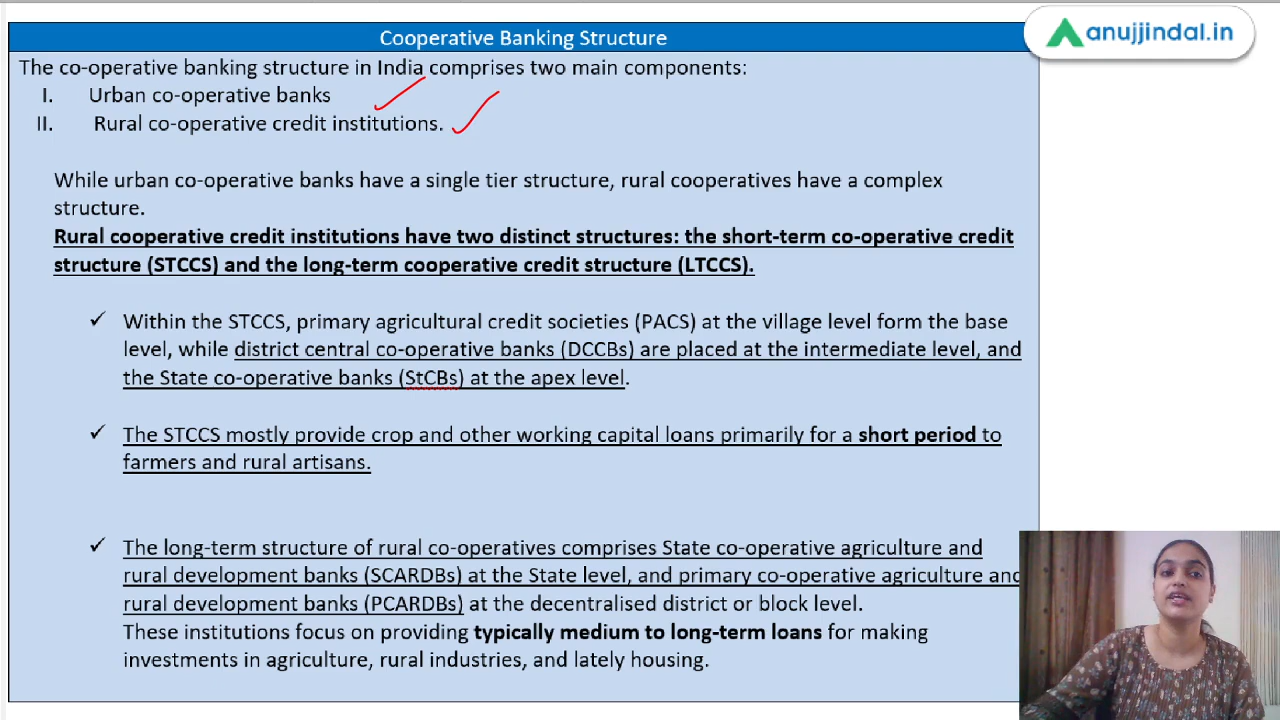 Cooperative Banking Structure
anujjindal.in
The co-operative banking structure in India comprises two main components:
I. Urban co-operative banks
II. Rural co-operative credit institutions.
While urban co-operative banks have a single tier structure, rural cooperatives have a complex
structure.
Rural cooperative credit institutions have two distinct structures: the short-term co-operative credit
structure (STCCS) and the long-term cooperative credit structure (LTCCS).
✓ Within the STCCS, primary agricultural credit societies (PACS) at the village level form the base
level, while district central co-operative banks (DCCBs) are placed at the intermediate level, and
the State co-operative banks (StCBs) at the apex level.
✓ The STCCS mostly provide crop and other working capital loans primarily for a short period to
farmers and rural artisans.
✓ The long-term structure of rural co-operatives comprises State co-operative agriculture and
rural development banks (SCARDBs) at the State level, and primary co-operative agriculture and
rural development banks (PCARDBs) at the decentralised district or block level.
These institutions focus on providing typically medium to long-term loans for making
investments in agriculture, rural industries, and lately housing.